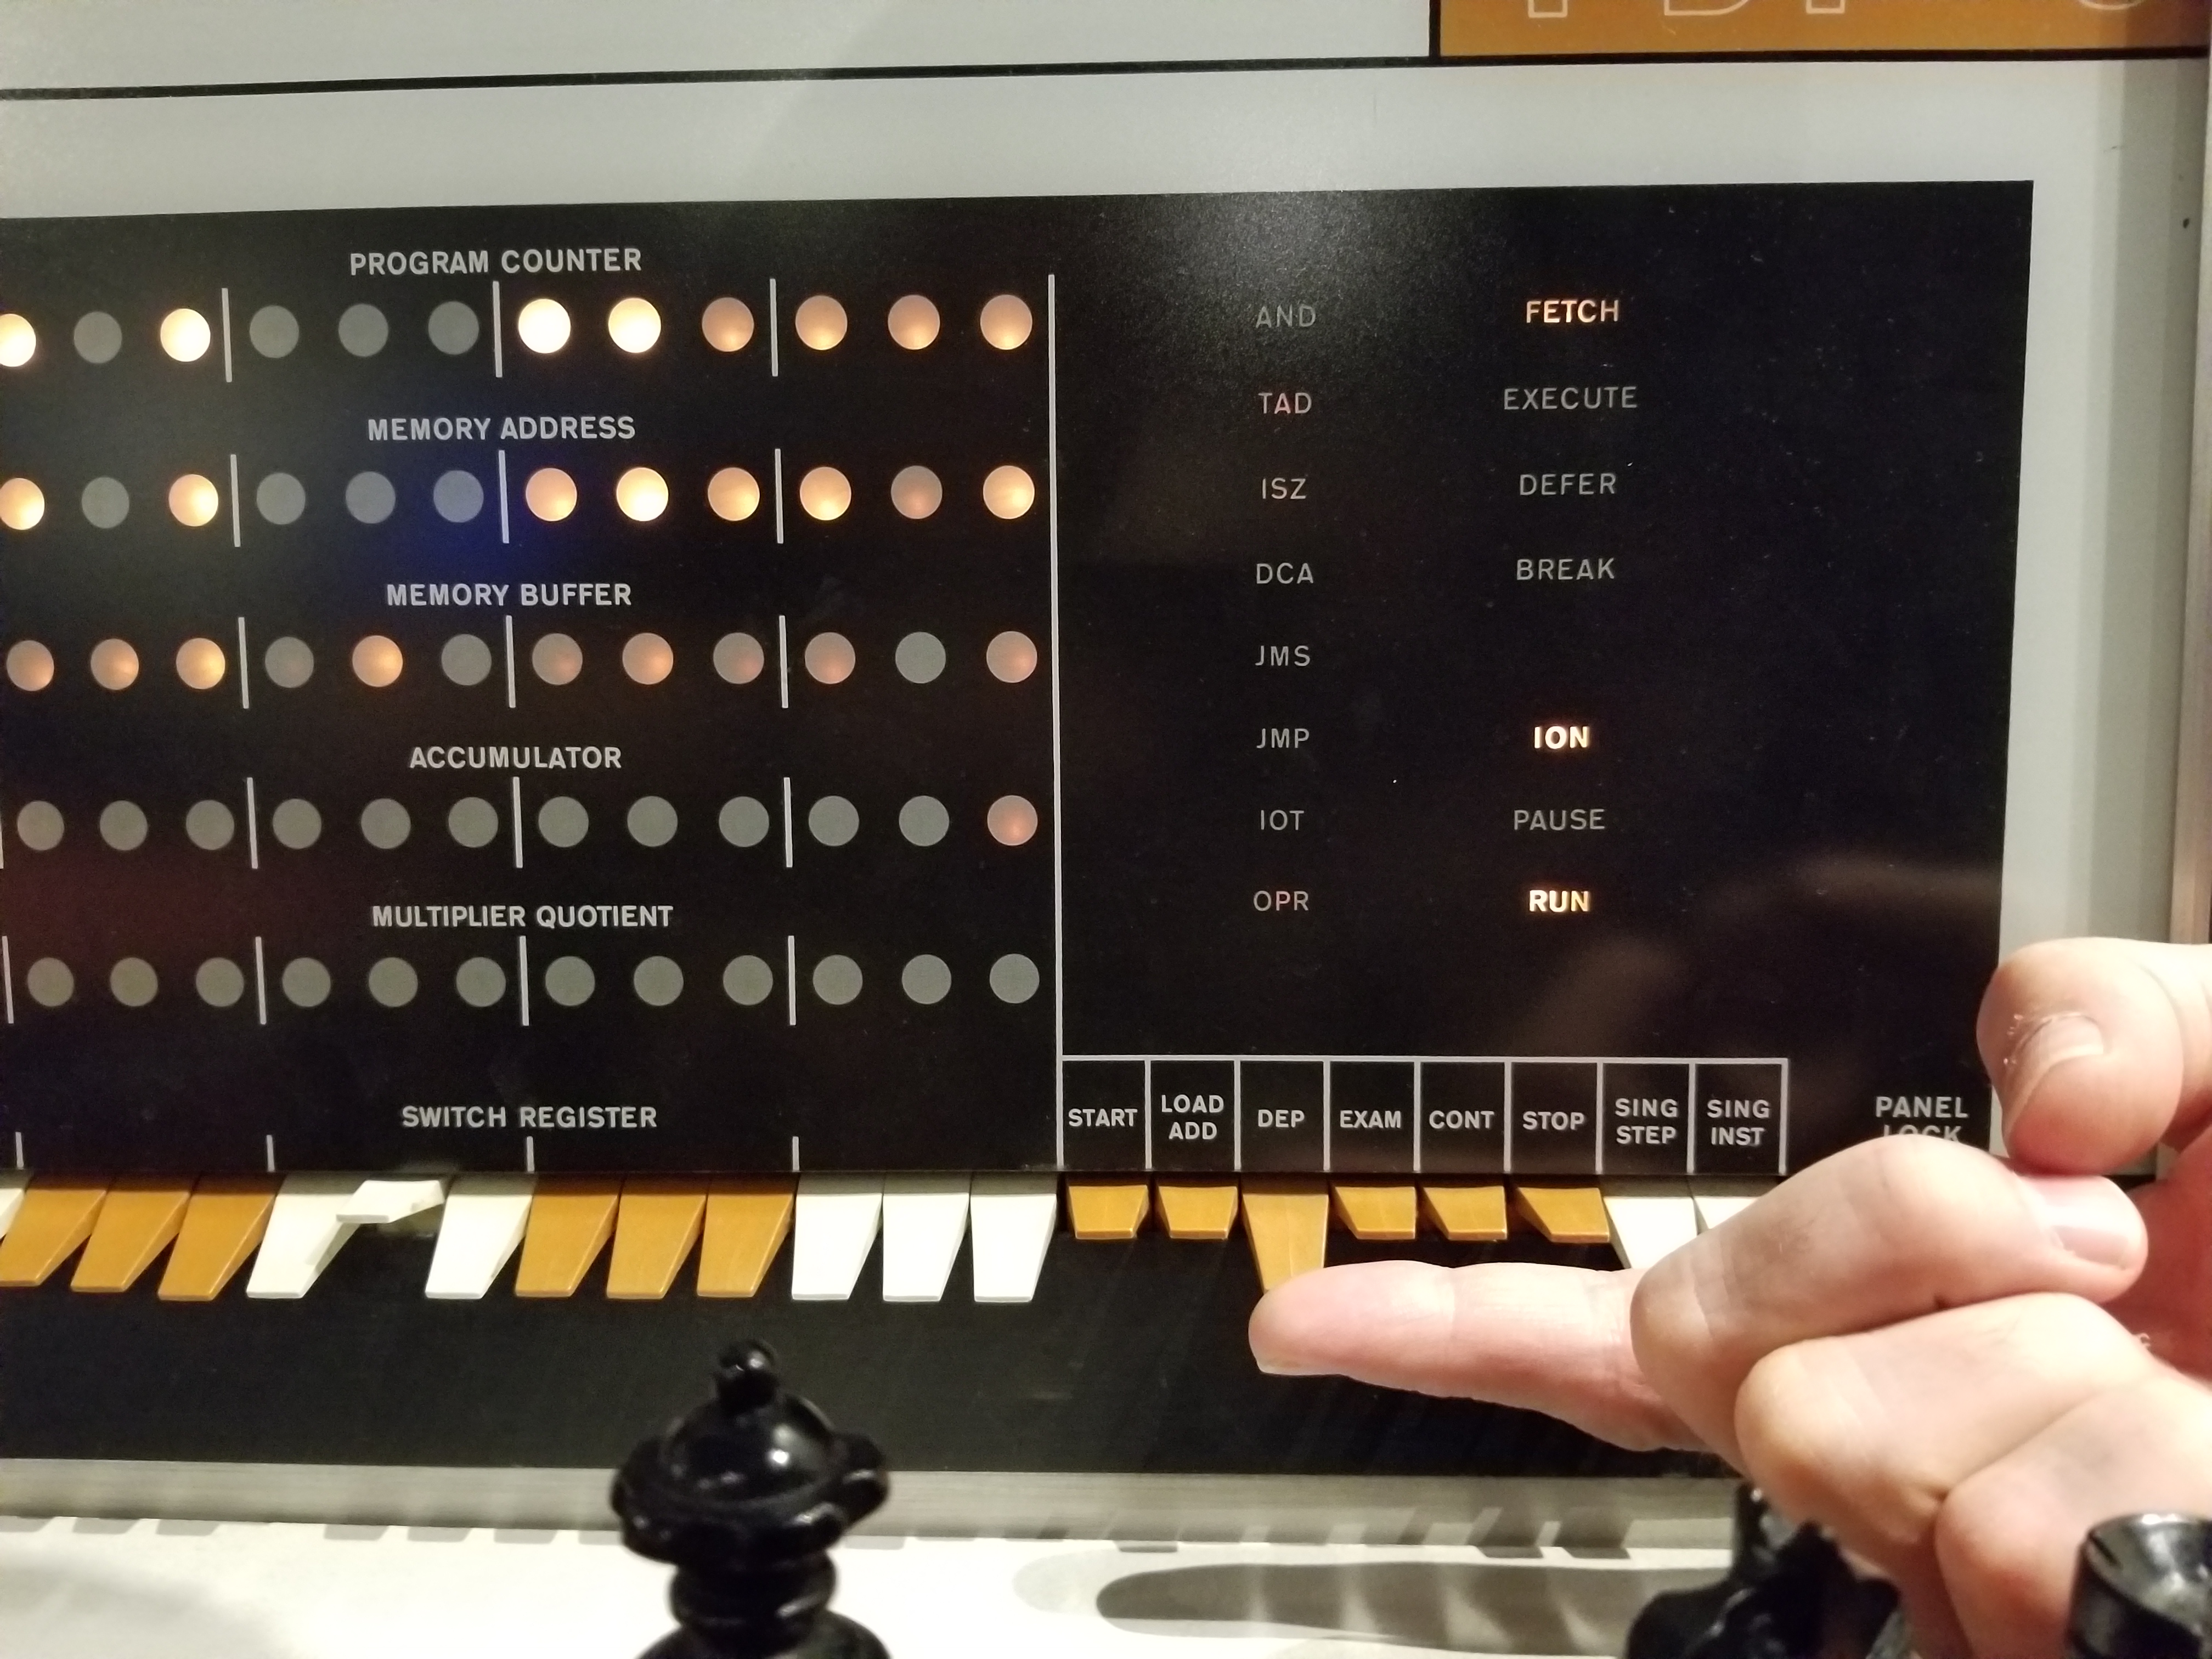 PROGRAM COUNTER
MEMORY ADDRESS
MEMORY BUFFER
ACCUMULATOR
MULTIPLIER QUOTIENT
SWITCH REGISTER
AND
TAD
ISZ
DCA
JMS
JMP
IOT
OPR
FETCH
EXECUTE
DEFER
BREAK
ION
PAUSE
RUN
START
LOAD
ADD
DEP
EXAM
CONT
STOP
SING
STEP
SING
INST
PANEL
LOCK